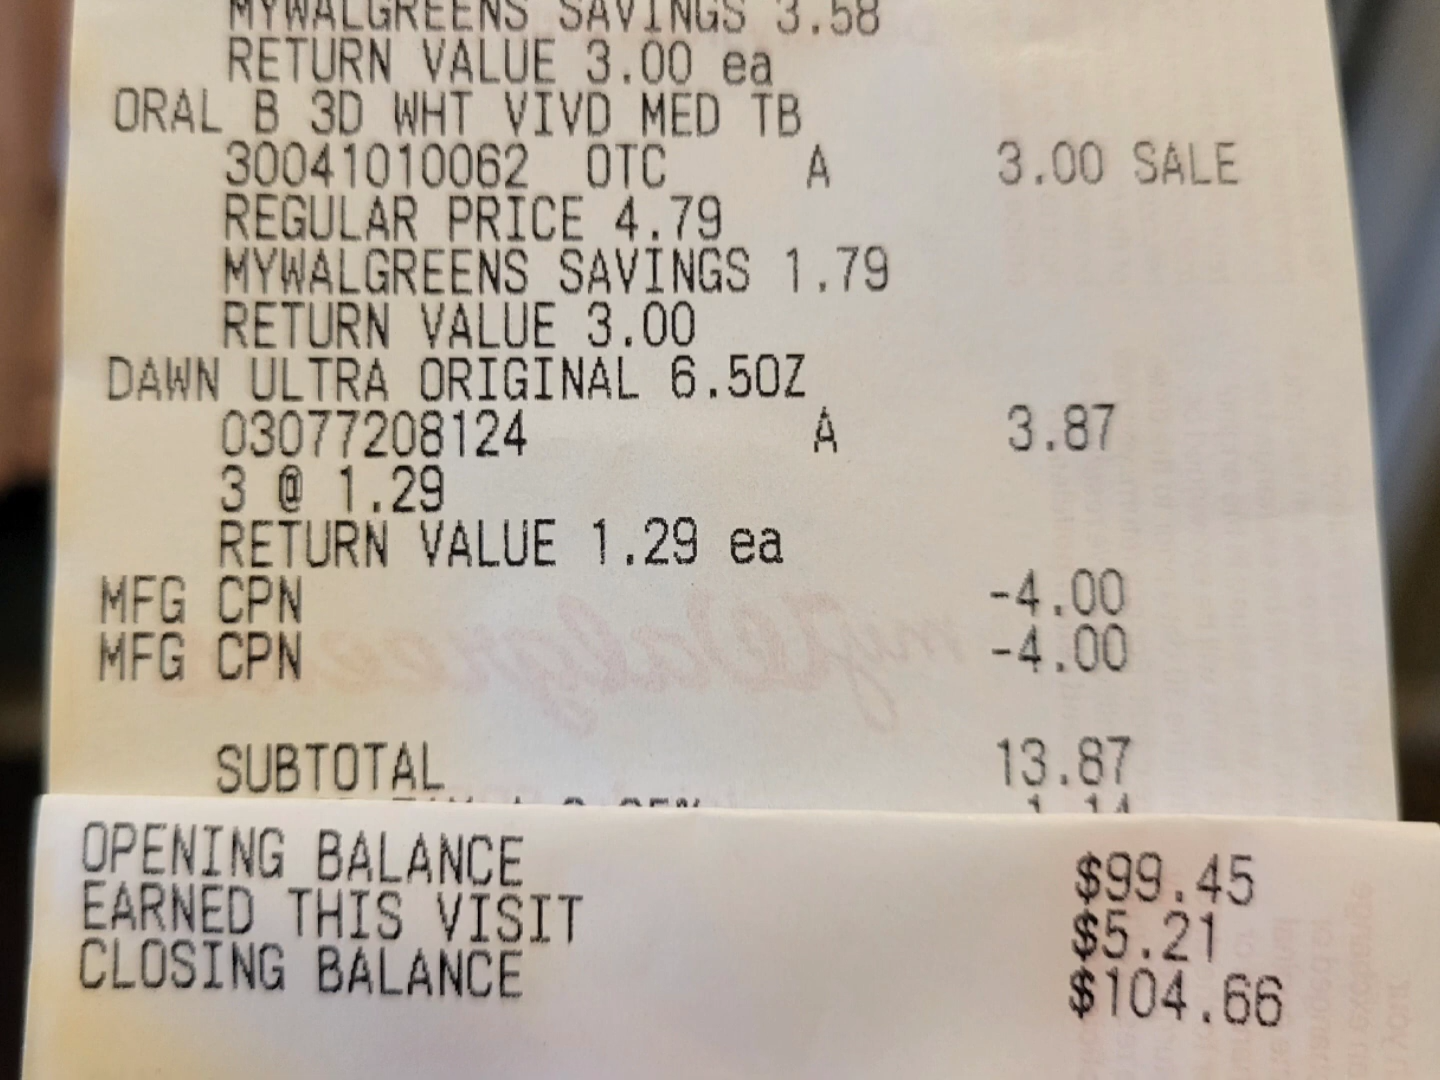 MYWALGREENS SAVINGS 3.58
RETURN VALUE 3.00 ea
ORAL B 3D WHT VIVD MED TB
30041010062 OTC A 3.00 SALE
REGULAR PRICE 4.79
MYWALGREENS SAVINGS 1.79
RETURN VALUE 3.00
DAWN ULTRA ORIGINAL 6.5OZ
03077208124 A 3.87
3 @ 1.29
RETURN VALUE 1.29 ea
MFG CPN -4.00
MFG CPN -4.00
SUBTOTAL 13.87
1.14
OPENING BALANCE $99.45
EARNED THIS VISIT $5.21
CLOSING BALANCE $104.66